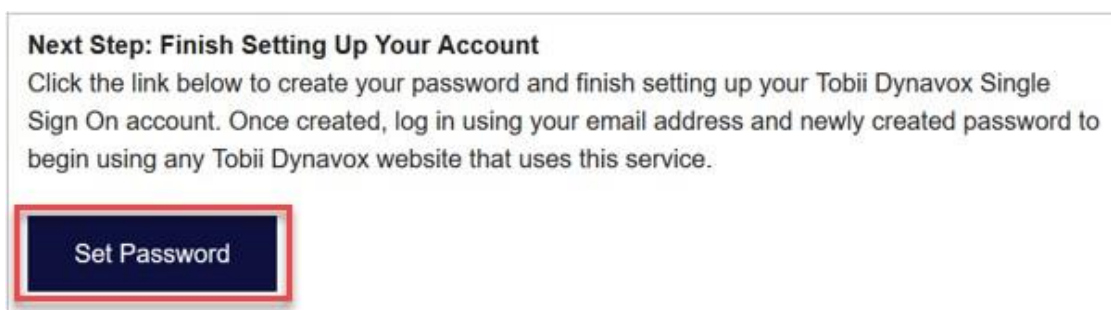 Next Step: Finish Setting Up Your Account
Click the link below to create your password and finish setting up your Tobii Dynavox Single
Sign On account. Once created, log in using your email address and newly created password to
begin using any Tobii Dynavox website that uses this service.
Set Password